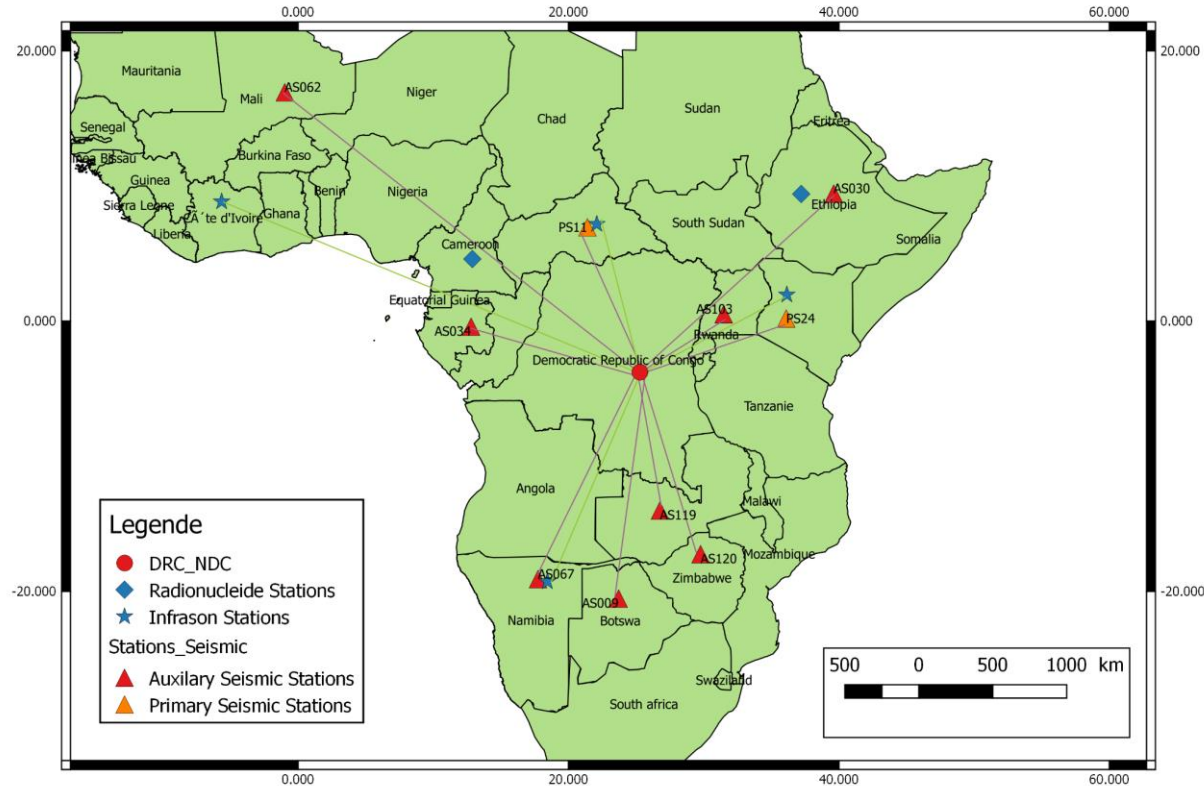 0.000 20.000 40.000 60.000
20.000 20.000
Mauritania
AS062
Mali
Niger
Chad
Sudan
Eritrea
Senegal
Burkina Faso
Guinea
Benin
Nigeria
AS030
Sierra Leone
Ghana
Ethiopia
South Sudan
PS11
Liberia
Cameroon
Somalia
Equatorial Guinea
AS103
PS24
0.000 0.000
AS034
Rwanda
Democratic Republic of Congo
Tanzanie
Angola
Malawi
AS119
Mozambique
AS120
AS067
Zimbabwe
-20.000 -20.000
AS009
Namibia
Botswa
Swaziland
South africa
Legende
DRC_NDC
Radionucleide Stations
Infrason Stations
Stations_Seismic
Auxilary Seismic Stations
Primary Seismic Stations
500 0 500 1000 km
0.000 20.000 40.000 60.000